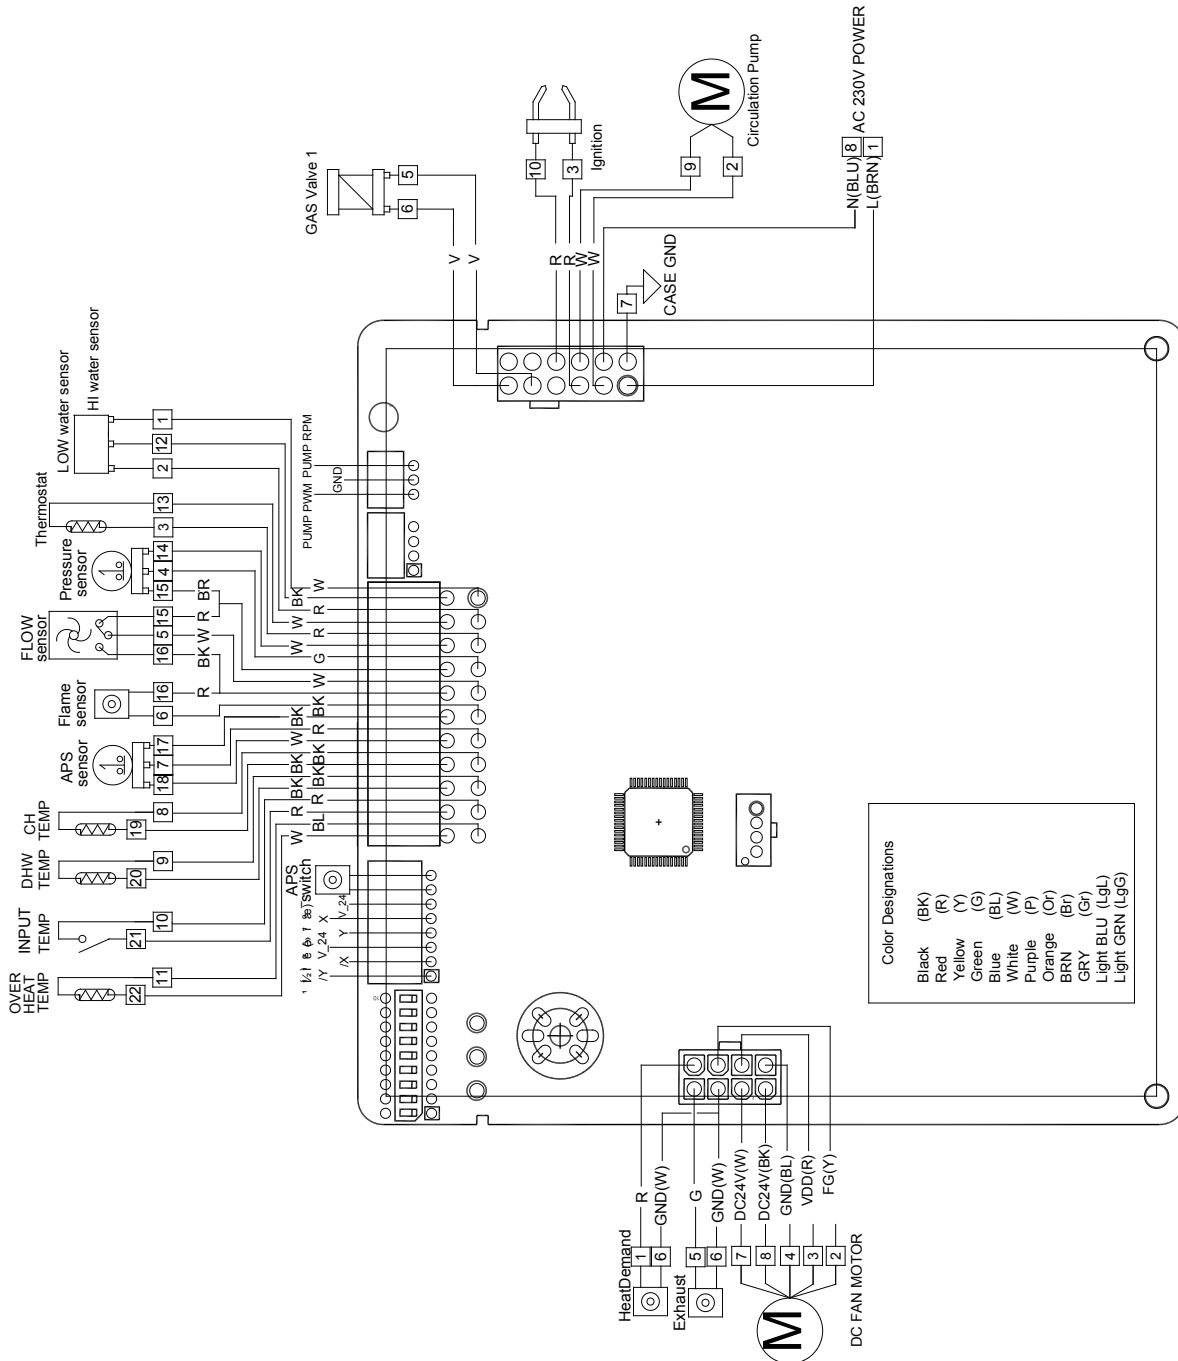 OVER
HEAT
TEMP
22
11
INPUT
TEMP
21
10
DHW
TEMP
20
9
CH
TEMP
19
8
APS
sensor
18
7
17
Flame
sensor
6
16
FLOW
sensor
16
5
15
Pressure
sensor
15
4
14
Thermostat
3
13
LOW water sensor
HI water sensor
2
12
1
GAS Valve 1
6
5
V
V
10
3
Ignition
R
R
W
W
9
2
M
Circulation Pump
7
CASE GND
N(BLU)
8
L(BRN)
1
AC 230V POWER
W
BL
R
R
BK
BK
BK
BK
W
R
BK
BK
R
W
BK
W
R
BR
G
W
R
W
R
BK
W
PUMP PWM
GND
PUMP RPM
APS
switch
V_24
X
Y
V_24
/X
/Y
HeatDemand
1
6
R
GND(W)
Exhaust
5
6
G
GND(W)
7
8
4
3
2
DC24V(W)
DC24V(BK)
GND(BL)
VDD(R)
FG(Y)
M
DC FAN MOTOR
Color Designations
Black (BK)
Red (R)
Yellow (Y)
Green (G)
Blue (BL)
White (W)
Purple (P)
Orange (Or)
BRN (Br)
GRY (Gr)
Light BLU (LgL)
Light GRN (LgG)